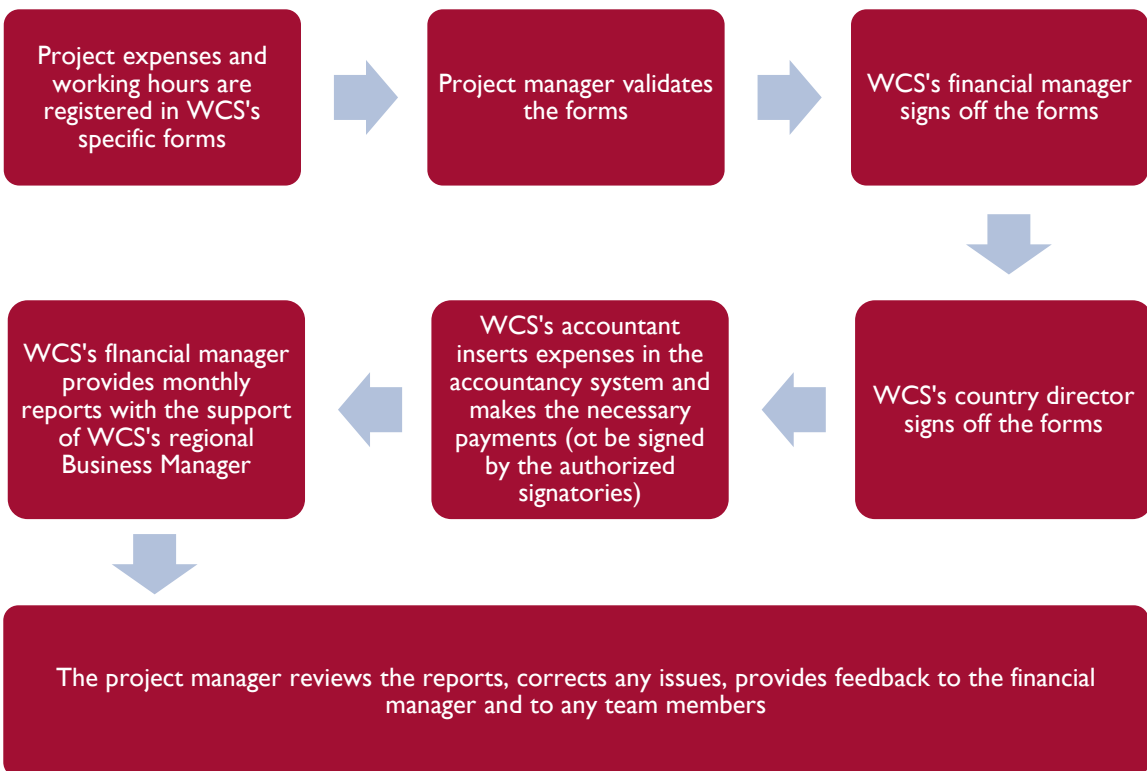 Project expenses and
working hours are
registered in WCS's
specific forms
Project manager validates
the forms
WCS's financial manager
signs off the forms
WCS's country director
signs off the forms
WCS's accountant
inserts expenses in the
accountancy system and
makes the necessary
payments (ot be signed
by the authorized
signatories)
WCS's fInancial manager
provides monthly
reports with the support
of WCS's regional
Business Manager
The project manager reviews the reports, corrects any issues, provides feedback to the financial
manager and to any team members